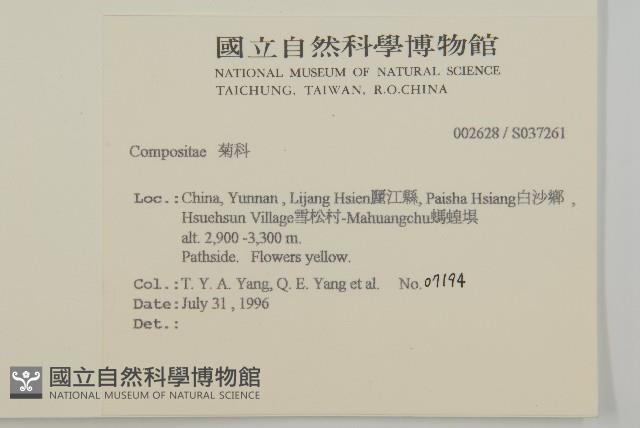 國立自然科學博物館
NATIONAL MUSEUM OF NATURAL SCIENCE
TAICHUNG, TAIWAN, R.O.CHINA
002628 / S037261
Compositae 菊科
Loc.:China, Yunnan , Lijang Hsien麗江縣, Paisha Hsiang白沙鄉 ,
Hsuehsun Village雪松村-Mahuangchu螞蝗埧
alt. 2,900 -3,300 m.
Pathside. Flowers yellow.
Col.:T. Y. A. Yang, Q. E. Yang et al. No.07194
Date:July 31 , 1996
Det.:
國立自然科學博物館
NATIONAL MUSEUM OF NATURAL SCIENCE